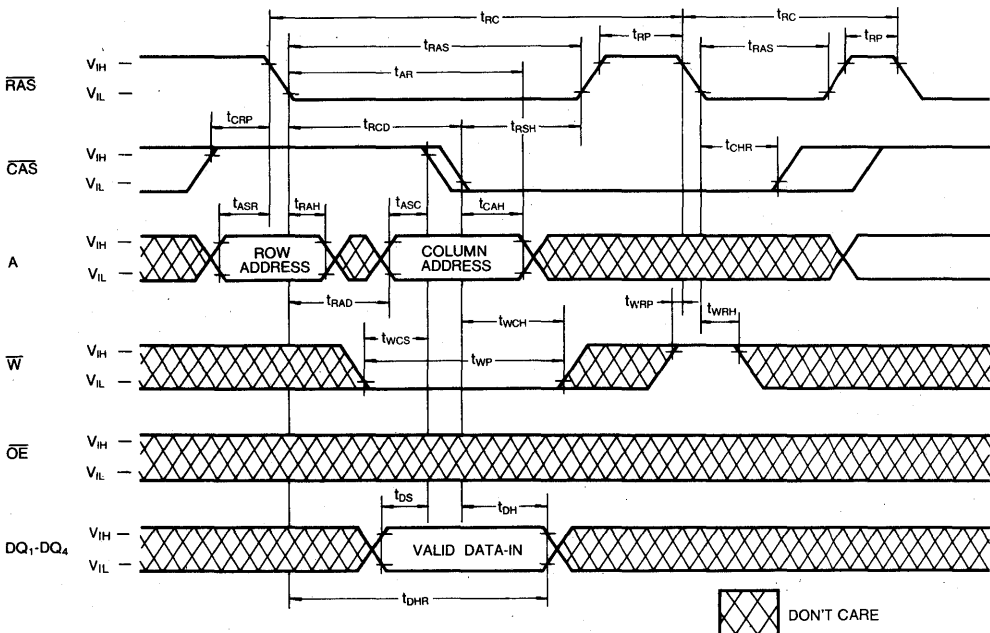 tRC tRC
tRAS tRP tRAS tRP
tAR
RAS VIH
VIL
tCRP tRCD tRSH tCHR
CAS VIH
VIL
tASR tRAH tASC tCAH
A VIH
VIL
ROW ADDRESS
COLUMN ADDRESS
tRAD tWRP tWRH
tWCS tWCH
tWP
W VIH
VIL
OE VIH
VIL
tDS tDH
DQ1-DQ4 VIH
VIL
VALID DATA-IN
tDHR
DON'T CARE